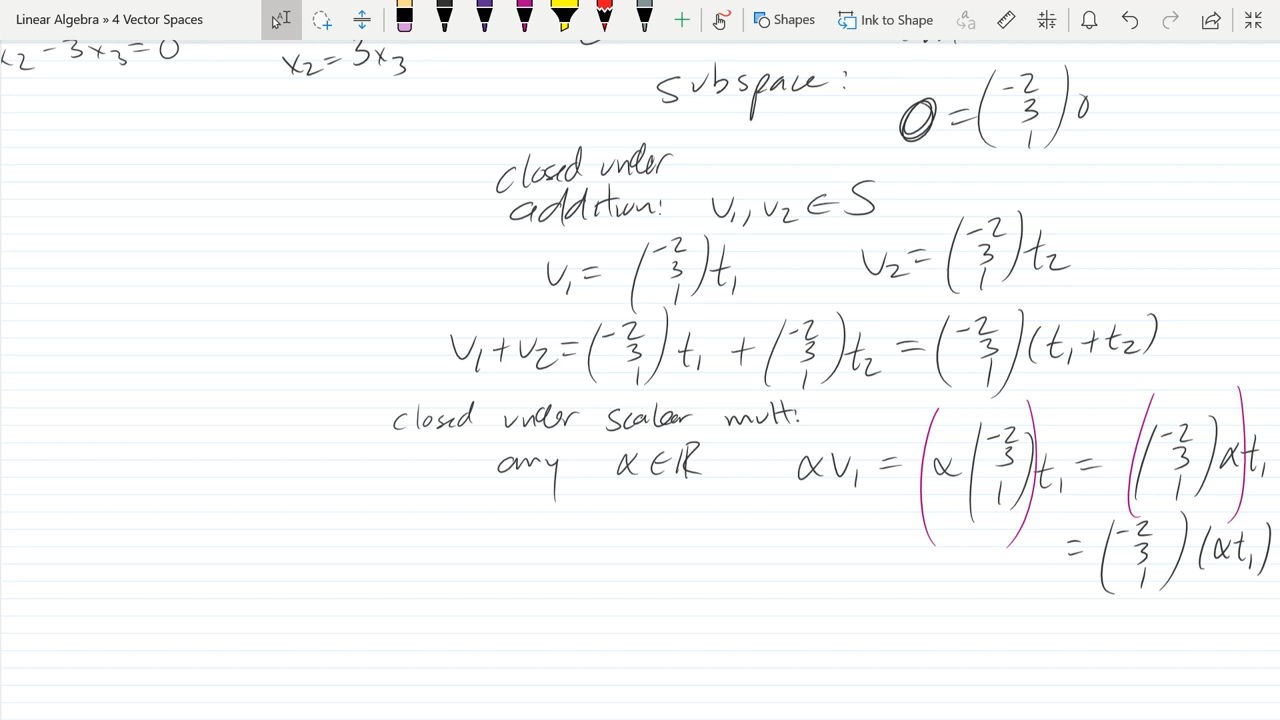 Linear Algebra » 4 Vector Spaces
Shapes
Ink to Shape
x₂ - 3x₃ = 0
x₂ = 3x₃
subspace:
0 = (-2 3 1) 0
closed under
addition: v₁, v₂ ∈ S
v₁ = (-2 3 1) t₁
v₂ = (-2 3 1) t₂
v₁ + v₂ = (-2 3 1) t₁ + (-2 3 1) t₂ = (-2 3 1) (t₁ + t₂)
closed under scalar mult:
any α ∈ ℝ
αv₁ = (α (-2 3 1)) t₁ = ((-2 3 1) α) t₁
= (-2 3 1) (αt₁)